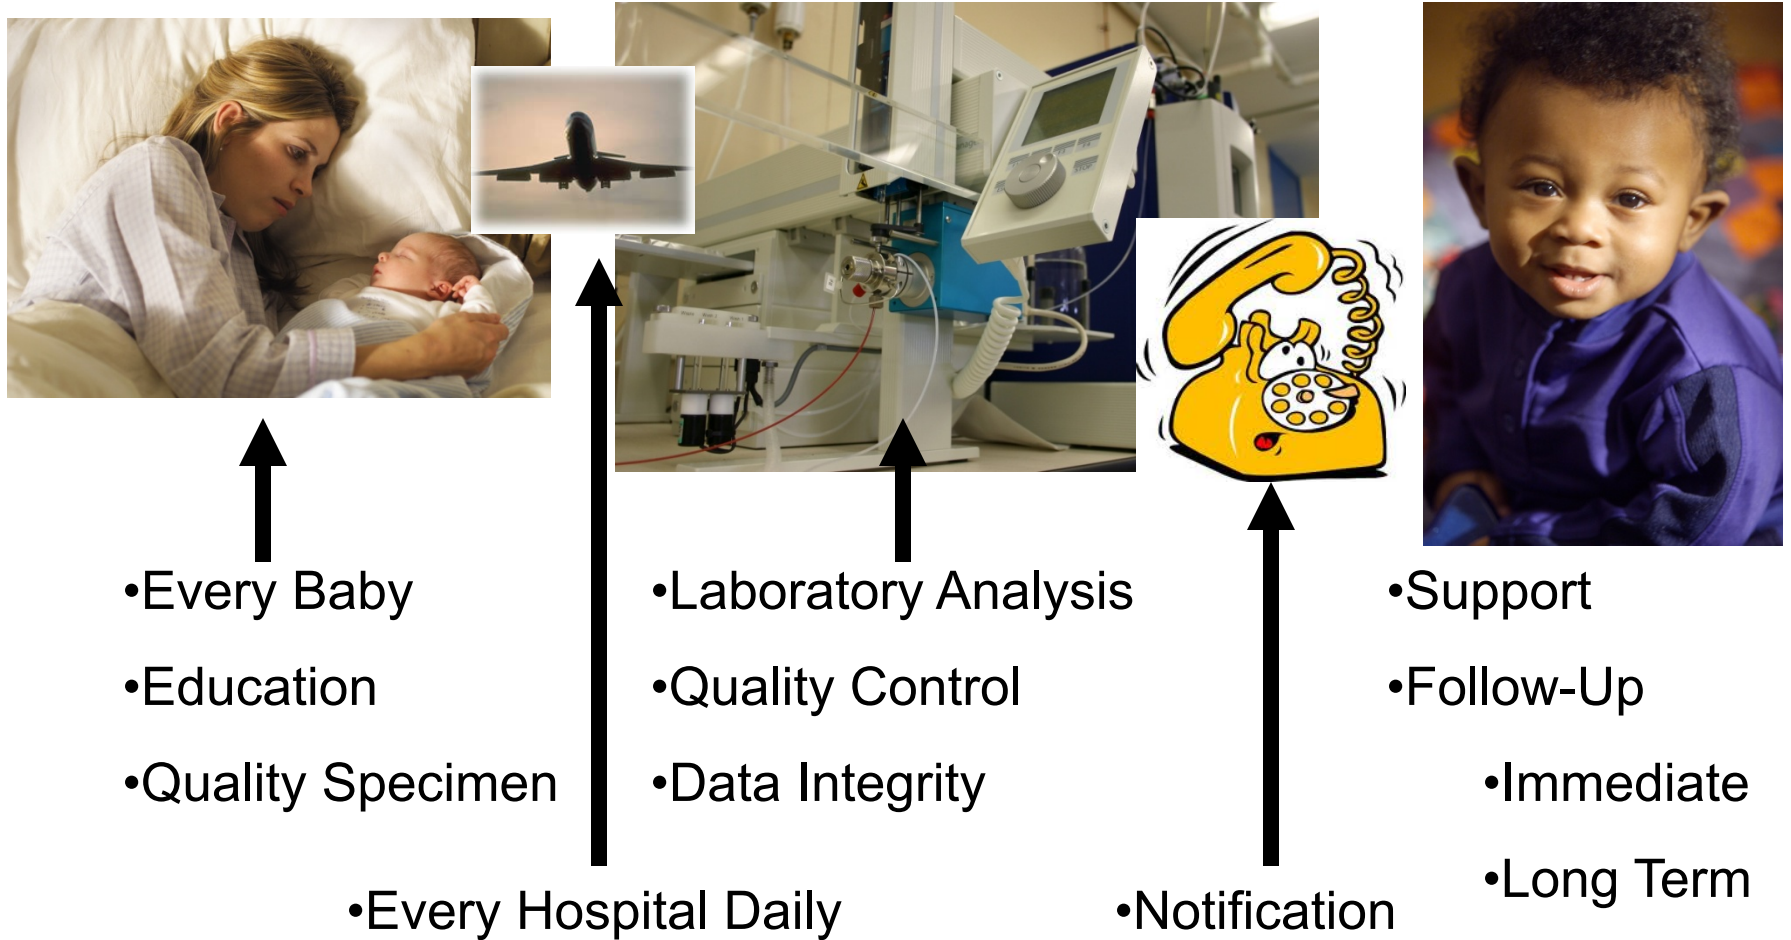 •Every Baby
•Education
•Quality Specimen
•Every Hospital Daily
•Laboratory Analysis
•Quality Control
•Data Integrity
•Notification
•Support
•Follow-Up
•Immediate
•Long Term